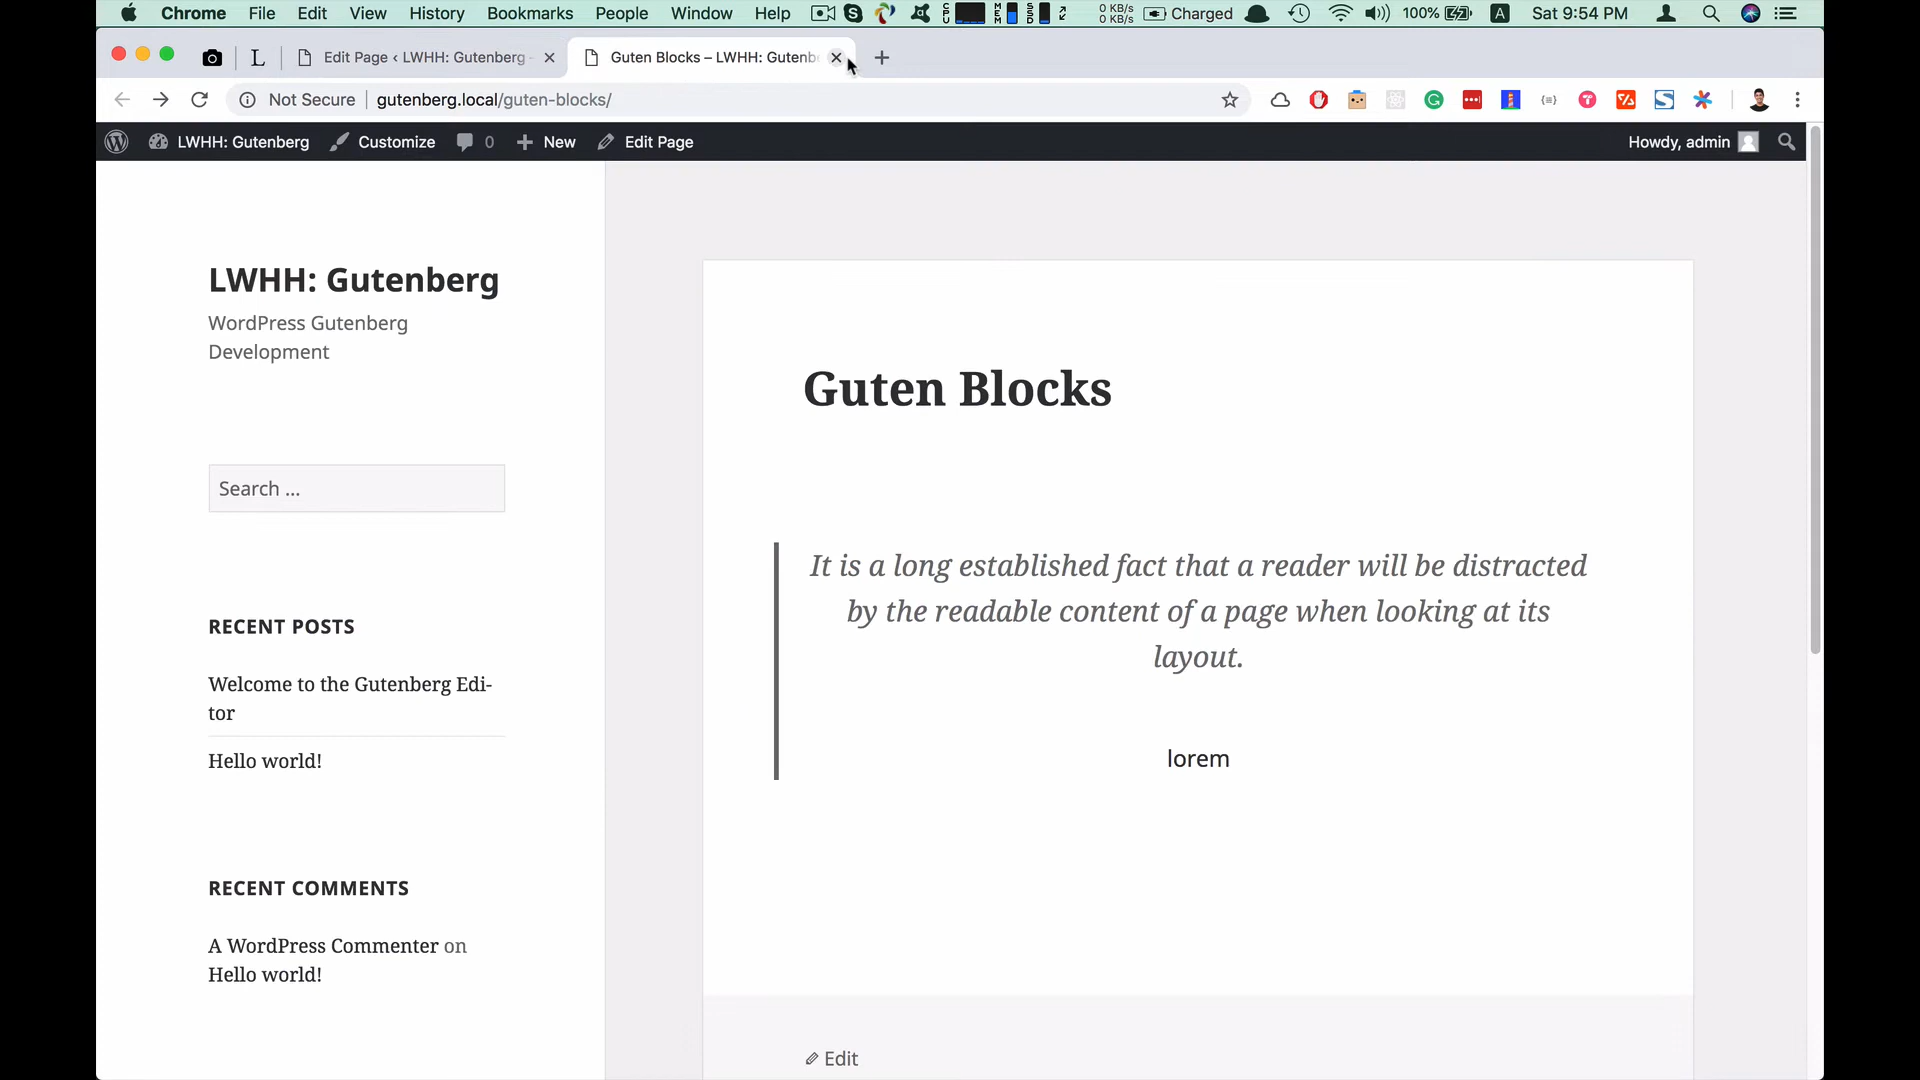 Chrome File Edit View History Bookmarks People Window Help 0 KB/s 0 KB/s Charged 100% A Sat 9:54 PM
L Edit Page ‹ LWHH: Gutenberg Guten Blocks – LWHH: Gutenb
Not Secure gutenberg.local/guten-blocks/
LWHH: Gutenberg Customize 0 New Edit Page Howdy, admin
LWHH: Gutenberg
WordPress Gutenberg
Development
Search ...
RECENT POSTS
Welcome to the Gutenberg Edi-
tor
Hello world!
RECENT COMMENTS
A WordPress Commenter on
Hello world!
Guten Blocks
It is a long established fact that a reader will be distracted
by the readable content of a page when looking at its
layout.
lorem
Edit